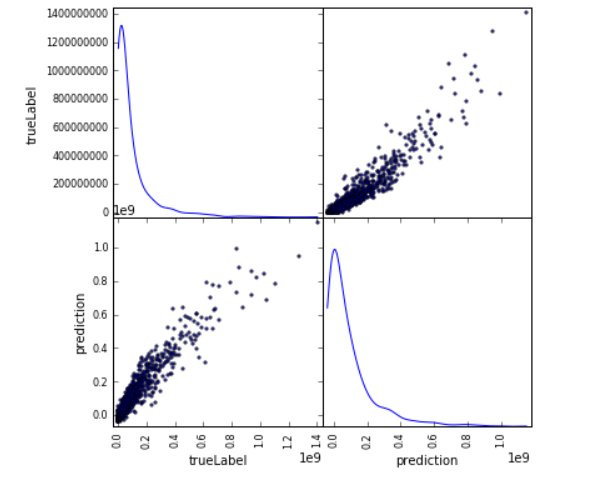 1400000000
1200000000
1000000000
800000000
600000000
400000000
200000000
0
trueLabel
1e9
1.0
0.8
0.6
0.4
0.2
0.0
prediction
0.0 0.2 0.4 0.6 0.8 1.0 1.2 1.4
trueLabel 1e9
0.0 0.2 0.4 0.6 0.8 1.0
prediction 1e9